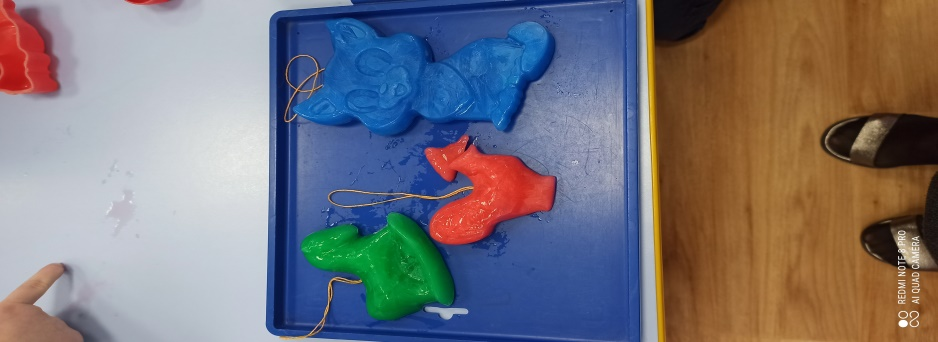 REDMI NOTE 8 PRO
AI QUAD CAMERA